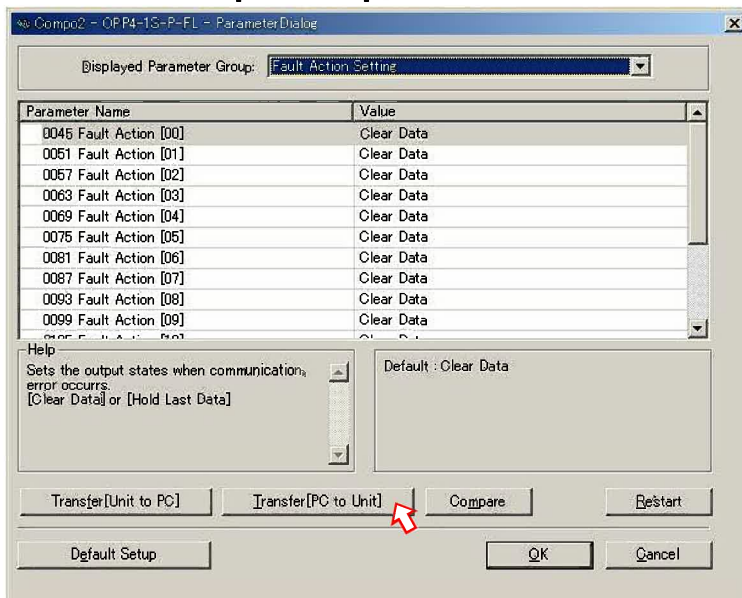 Compo2 - OPP4-1S-P-FL - ParameterDialog
Displayed Parameter Group: Fault Action Setting
Parameter Name Value
0045 Fault Action [00] Clear Data
0051 Fault Action [01] Clear Data
0057 Fault Action [02] Clear Data
0063 Fault Action [03] Clear Data
0069 Fault Action [04] Clear Data
0075 Fault Action [05] Clear Data
0081 Fault Action [06] Clear Data
0087 Fault Action [07] Clear Data
0093 Fault Action [08] Clear Data
0099 Fault Action [09] Clear Data
Help
Sets the output states when communication
error occurrs.
[Clear Data] or [Hold Last Data]
Default : Clear Data
Transfer[Unit to PC] Transfer[PC to Unit] Compare Restart
Default Setup OK Cancel